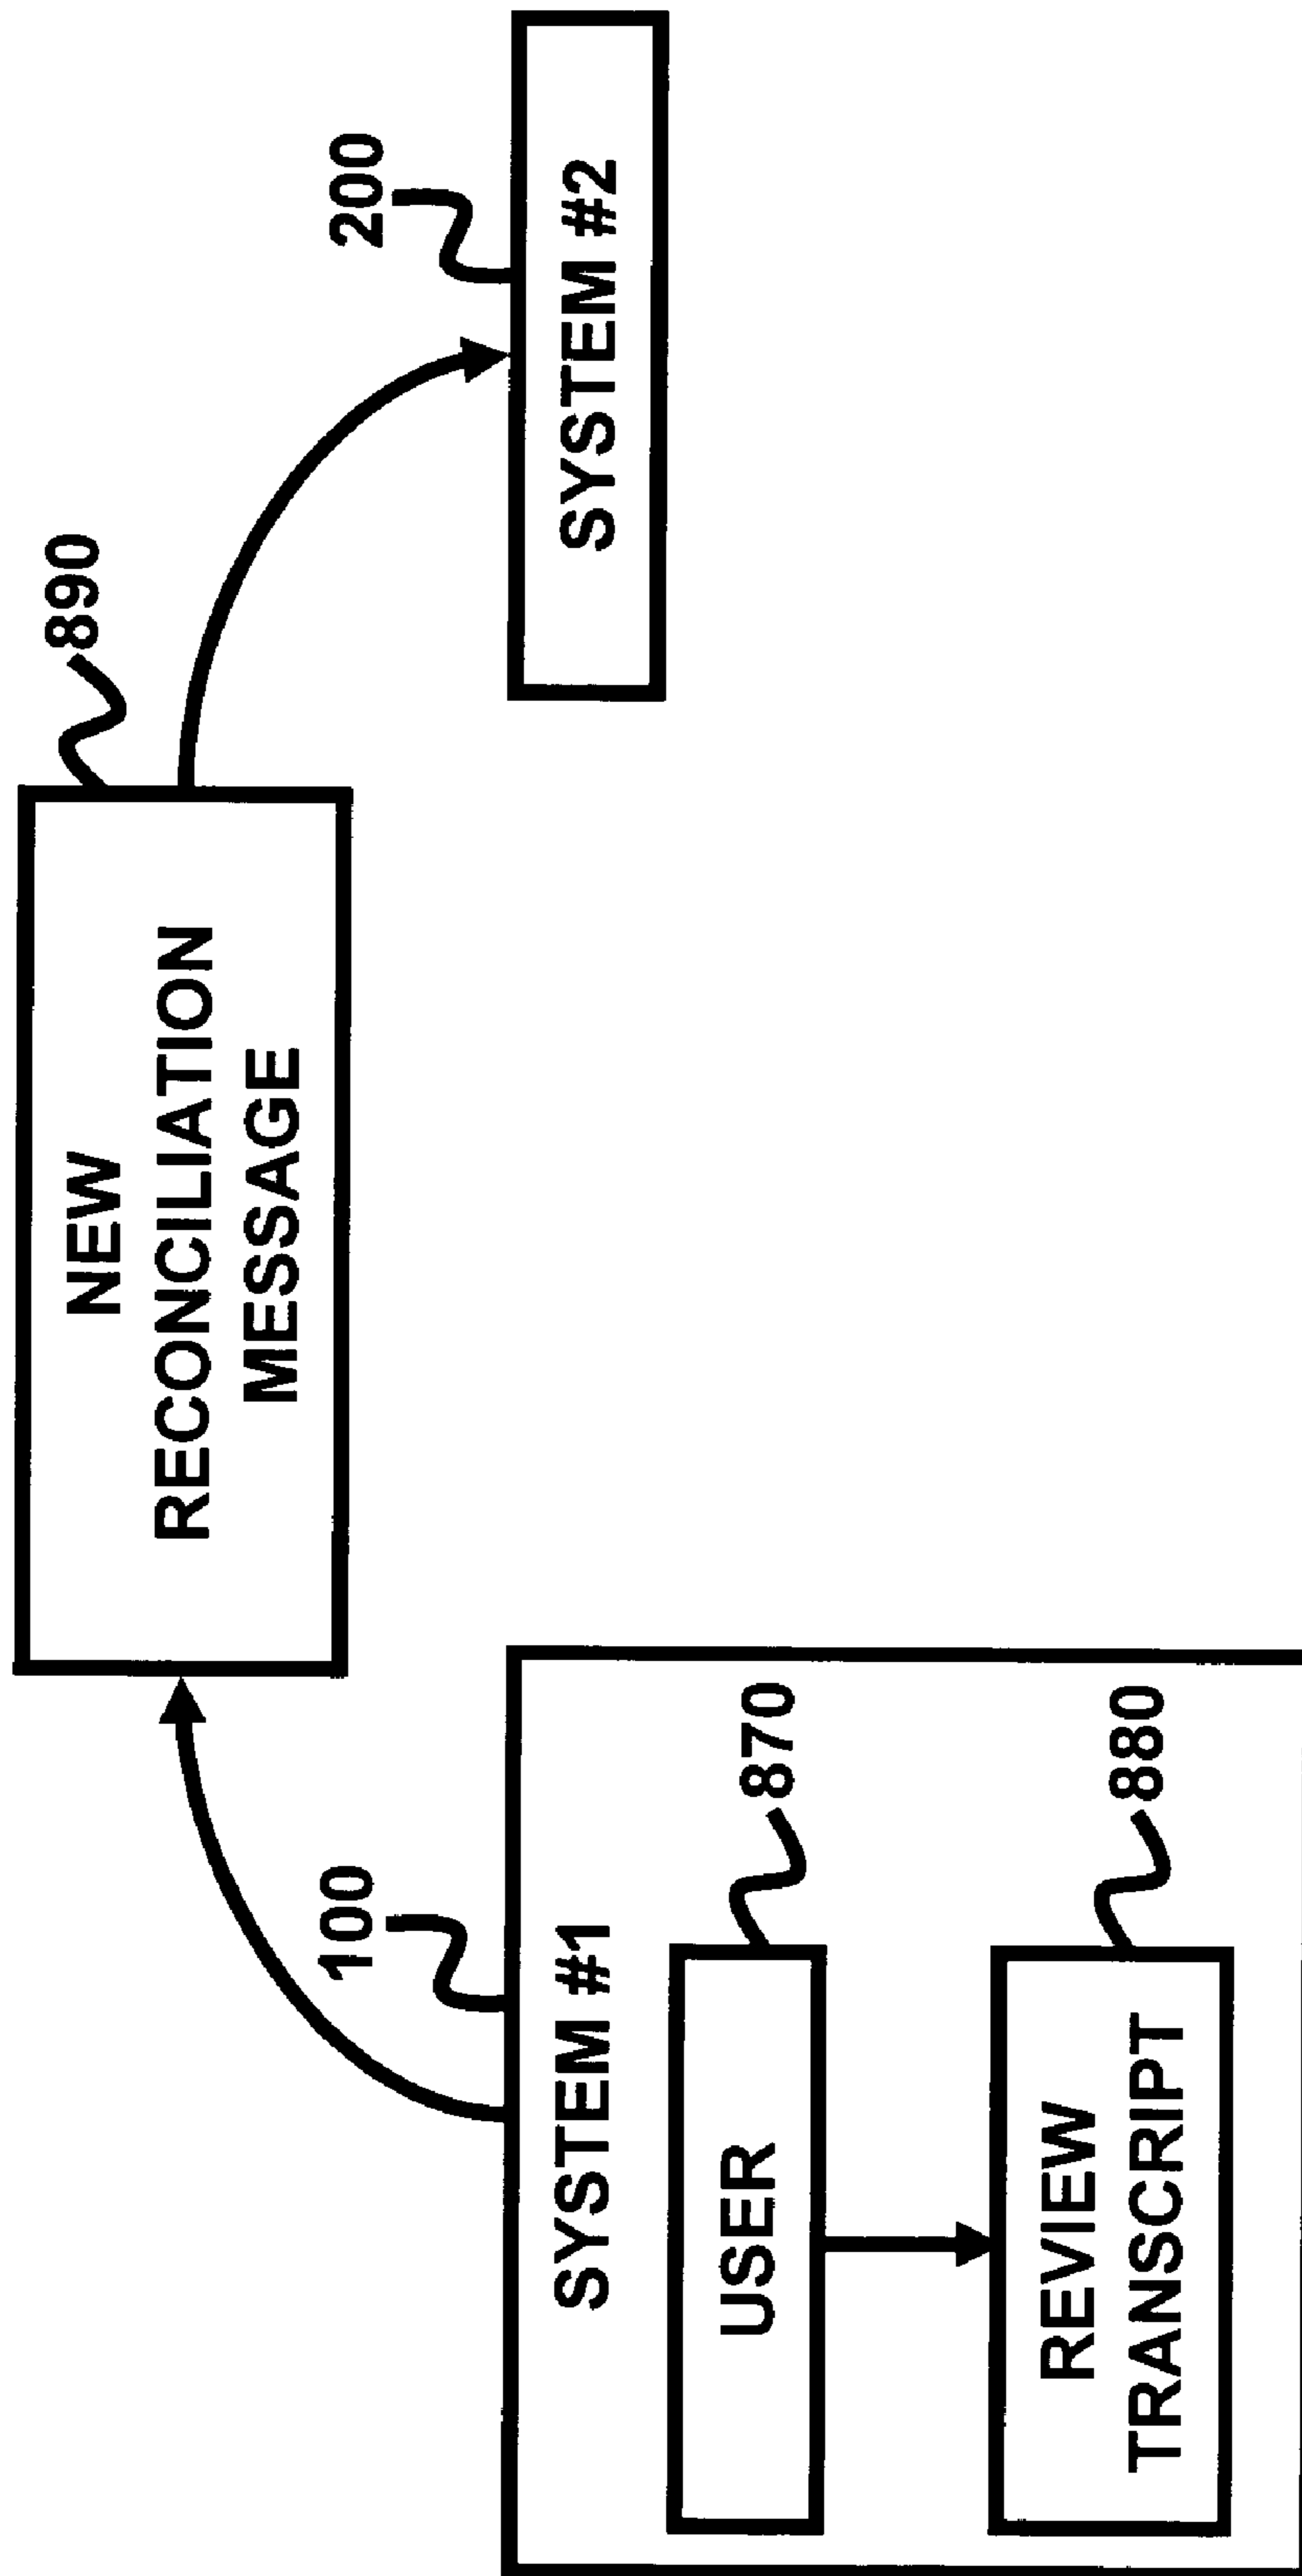 890
NEW
RECONCILIATION
MESSAGE
100
200
SYSTEM #1
SYSTEM #2
USER
870
REVIEW
TRANSCRIPT
880